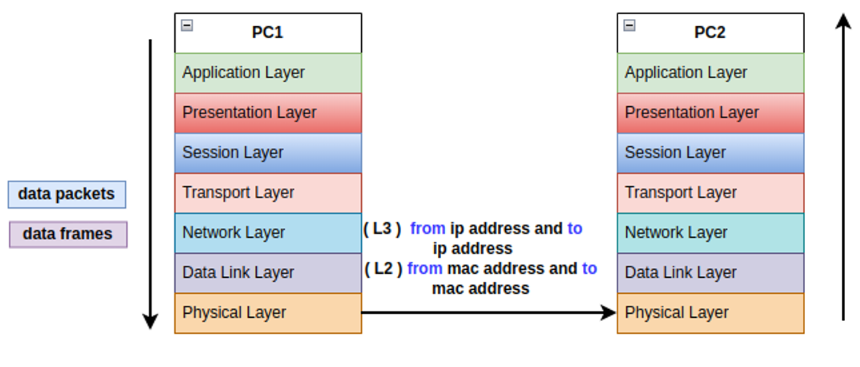 PC1
Application Layer
Presentation Layer
Session Layer
Transport Layer
Network Layer
Data Link Layer
Physical Layer
data packets
data frames
( L3 ) from ip address and to
ip address
( L2 ) from mac address and to
mac address
PC2
Application Layer
Presentation Layer
Session Layer
Transport Layer
Network Layer
Data Link Layer
Physical Layer